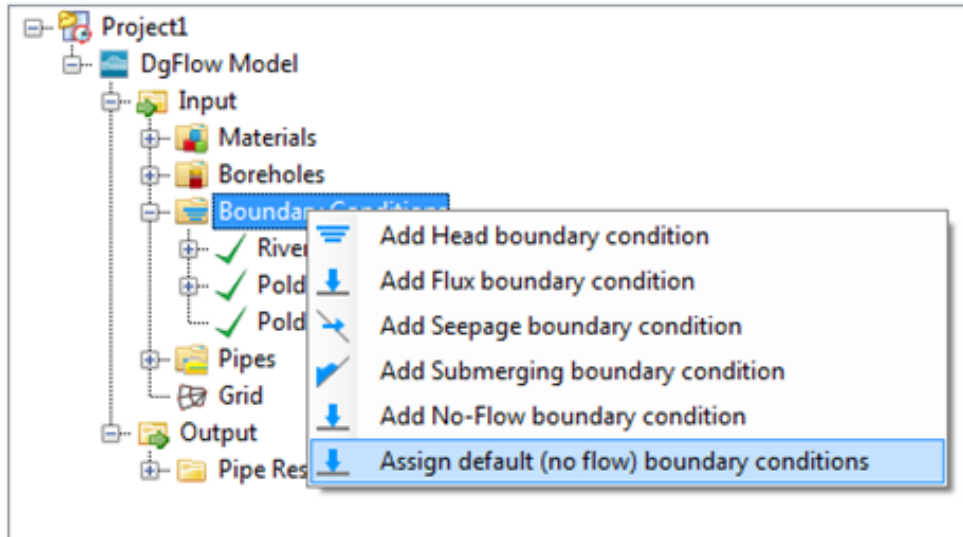 Project1
DgFlow Model
Input
Materials
Boreholes
Boundary Conditions
River
Add Head boundary condition
Pold
Add Flux boundary condition
Pold
Add Seepage boundary condition
Pipes
Add Submerging boundary condition
Grid
Add No-Flow boundary condition
Output
Assign default (no flow) boundary conditions
Pipe Res